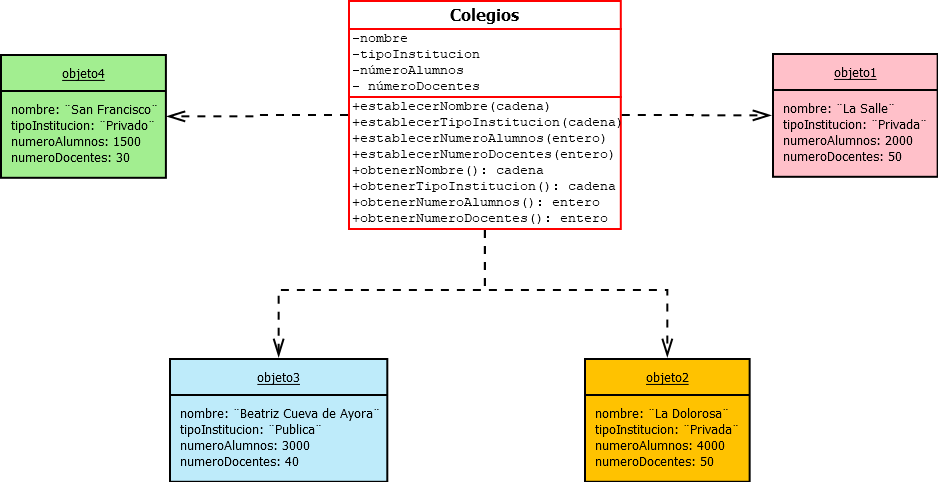 Colegios
-nombre
-tipoInstitucion
-númeroAlumnos
- númeroDocentes
+establecerNombre(cadena)
+establecerTipoInstitucion(cadena)
+establecerNumeroAlumnos(entero)
+establecerNumeroDocentes(entero)
+obtenerNombre(): cadena
+obtenerTipoInstitucion(): cadena
+obtenerNumeroAlumnos(): entero
+obtenerNumeroDocentes(): entero
objeto4
nombre: ¨San Francisco¨
tipoInstitucion: ¨Privado¨
numeroAlumnos: 1500
numeroDocentes: 30
objeto1
nombre: ¨La Salle¨
tipoInstitucion: ¨Privada¨
numeroAlumnos: 2000
numeroDocentes: 50
objeto3
nombre: ¨Beatriz Cueva de Ayora¨
tipoInstitucion: ¨Publica¨
numeroAlumnos: 3000
numeroDocentes: 40
objeto2
nombre: ¨La Dolorosa¨
tipoInstitucion: ¨Privada¨
numeroAlumnos: 4000
numeroDocentes: 50